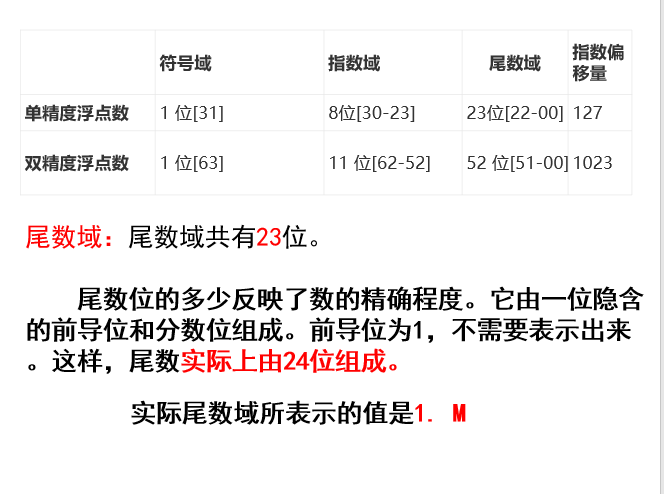 符号域 指数域 尾数域 指数偏
移量
单精度浮点数 1 位[31] 8位[30-23] 23位[22-00] 127
双精度浮点数 1 位[63] 11 位[62-52] 52 位[51-00] 1023
尾数域：尾数域共有23位。
尾数位的多少反映了数的精确程度。它由一位隐含
的前导位和分数位组成。前导位为1，不需要表示出来
。这样，尾数实际上由24位组成。
实际尾数域所表示的值是1. M